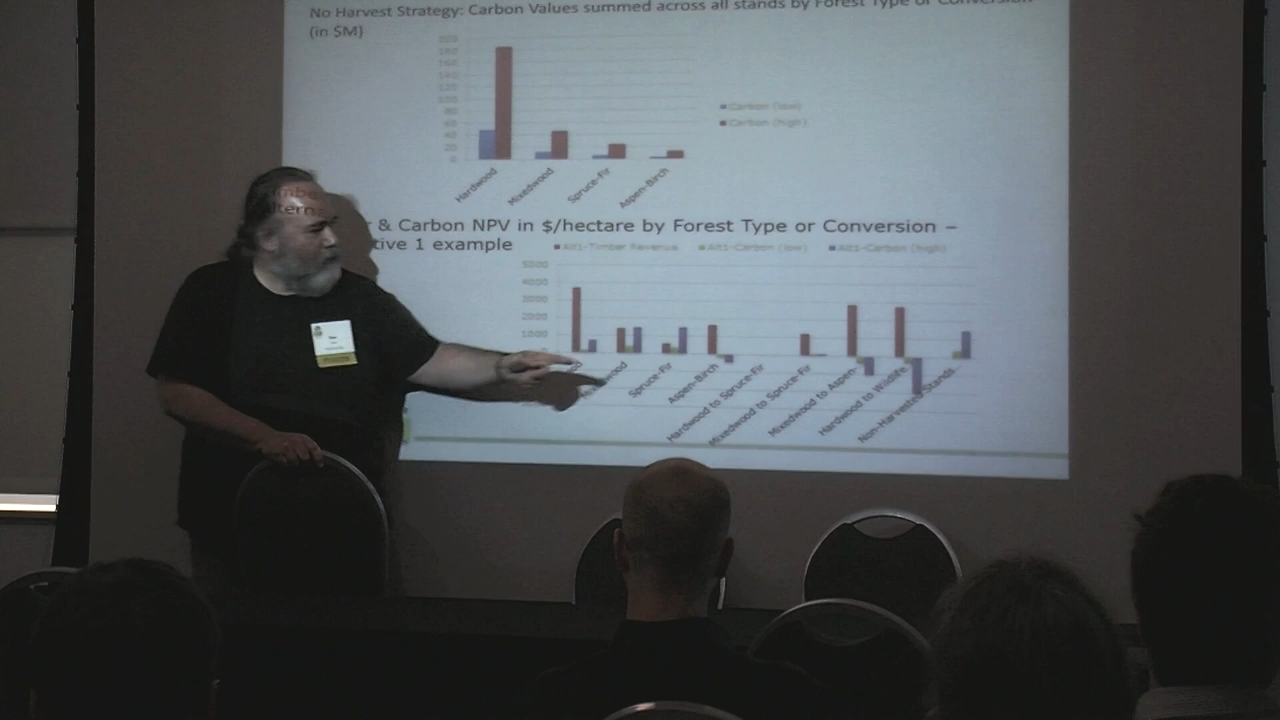 No Harvest Strategy: Carbon Values summed across all stands by Forest Type or Conversion
(in $M)
200
180
160
140
120
100
80
60
40
20
0
Carbon (low)
Carbon (high)
Hardwood
Mixedwood
Spruce-Fir
Aspen-Birch
& Carbon NPV in $/hectare by Forest Type or Conversion –
tive 1 example
Alt1-Timber Revenue
Alt1-Carbon (low)
Alt1-Carbon (high)
5000
4000
3000
2000
1000
Spruce-Fir
Aspen-Birch
Hardwood to Spruce-Fir
Mixedwood to Spruce-Fir
Mixedwood to Aspen-
Hardwood to Wildlife
Non-Harvested Stands